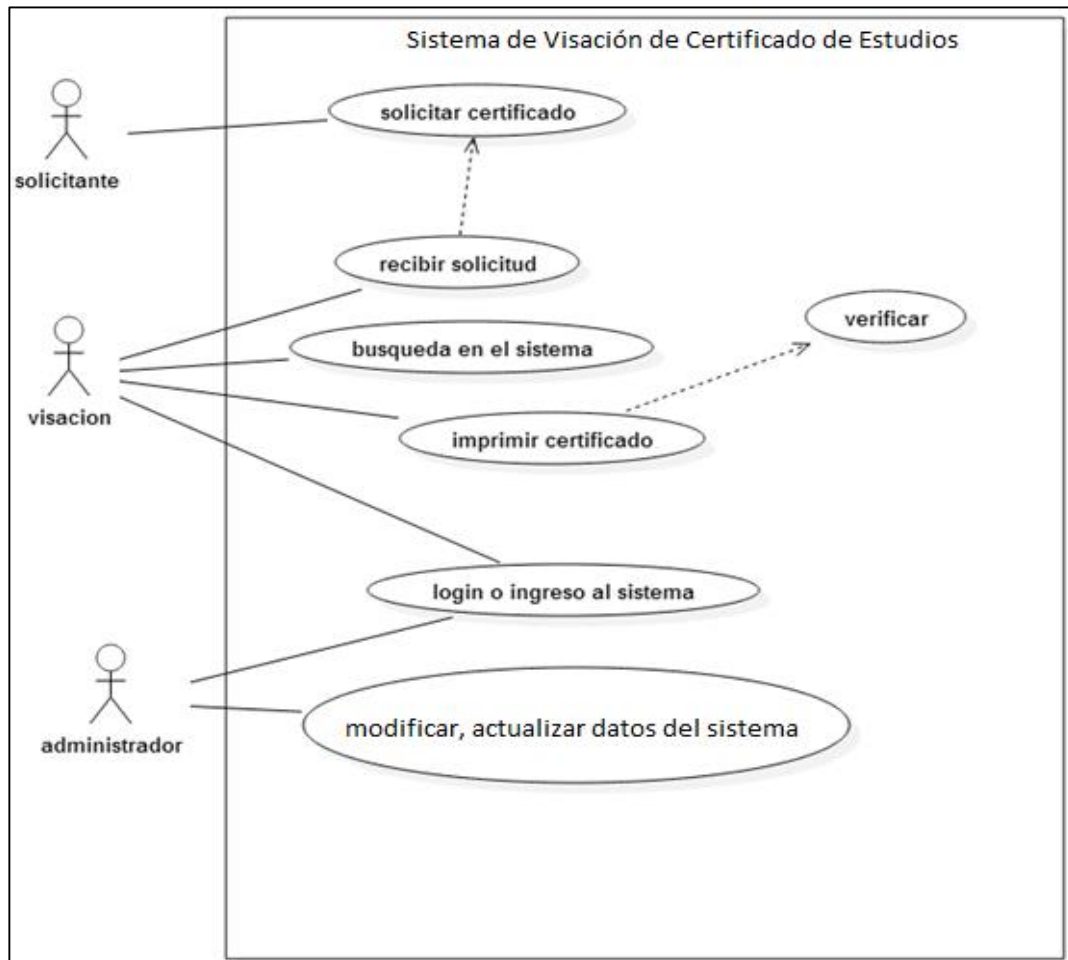 Sistema de Visación de Certificado de Estudios
solicitar certificado
solicitante
recibir solicitud
verificar
busqueda en el sistema
visacion
imprimir certificado
login o ingreso al sistema
modificar, actualizar datos del sistema
administrador